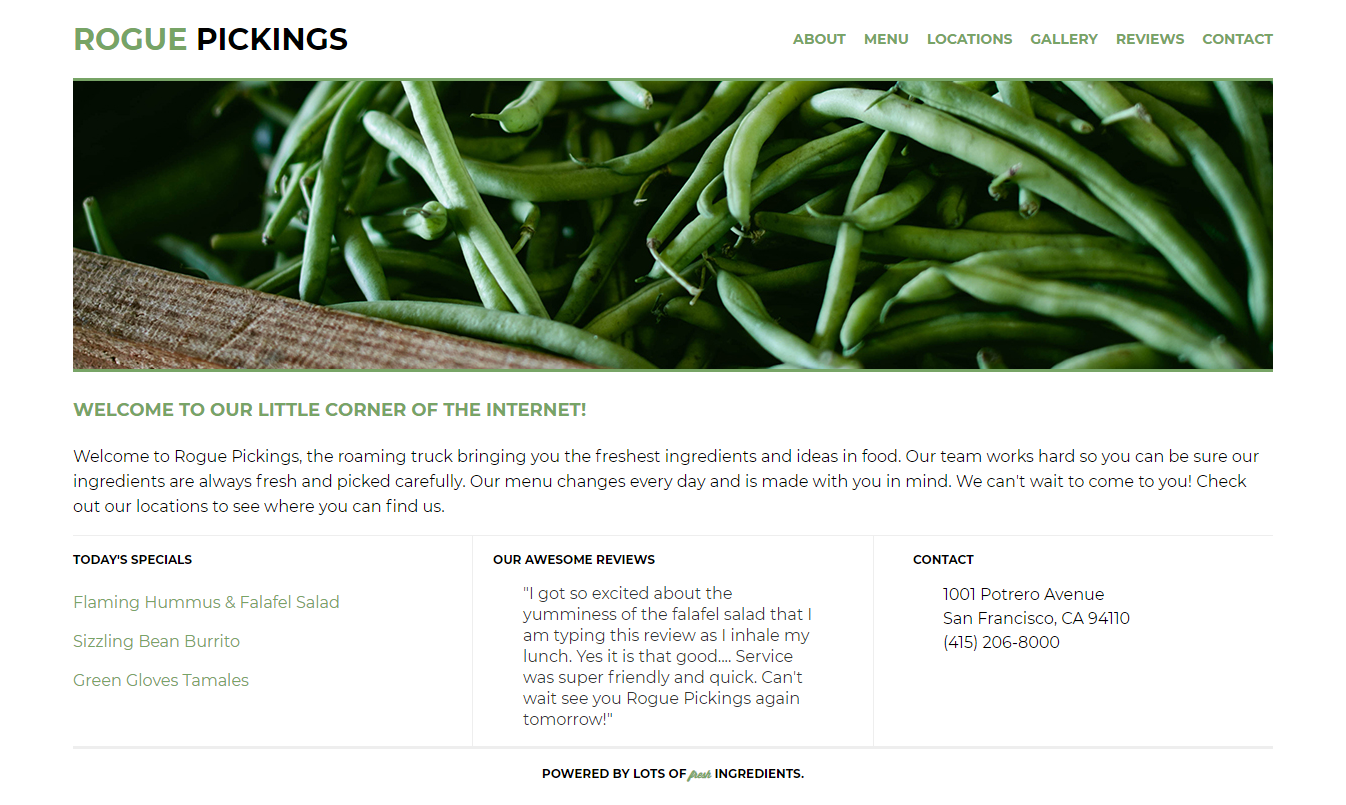 ROGUE PICKINGS
ABOUT MENU LOCATIONS GALLERY REVIEWS CONTACT
WELCOME TO OUR LITTLE CORNER OF THE INTERNET!
Welcome to Rogue Pickings, the roaming truck bringing you the freshest ingredients and ideas in food. Our team works hard so you can be sure our
ingredients are always fresh and picked carefully. Our menu changes every day and is made with you in mind. We can't wait to come to you! Check
out our locations to see where you can find us.
TODAY'S SPECIALS
Flaming Hummus & Falafel Salad
Sizzling Bean Burrito
Green Gloves Tamales
OUR AWESOME REVIEWS
"I got so excited about the
yumminess of the falafel salad that I
am typing this review as I inhale my
lunch. Yes it is that good.... Service
was super friendly and quick. Can't
wait see you Rogue Pickings again
tomorrow!"
CONTACT
1001 Potrero Avenue
San Francisco, CA 94110
(415) 206-8000
POWERED BY LOTS OF fresh INGREDIENTS.